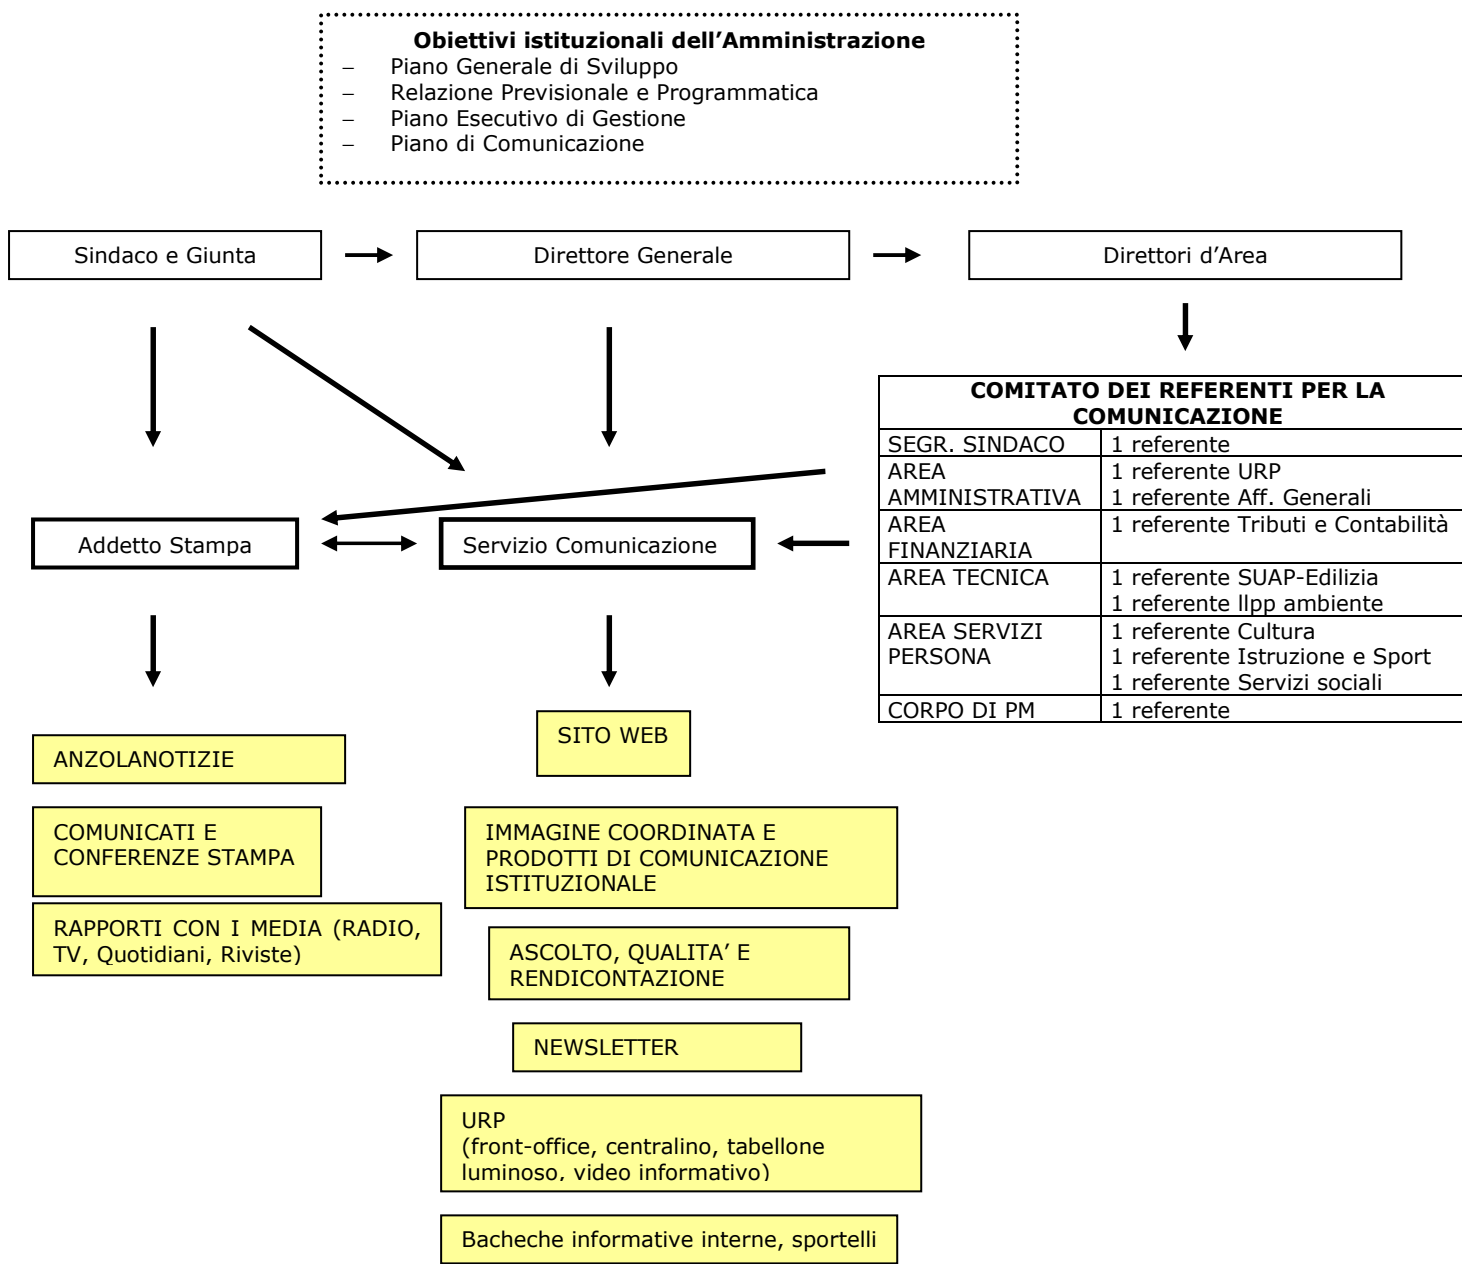 Obiettivi istituzionali dell’Amministrazione
– Piano Generale di Sviluppo
– Relazione Previsionale e Programmatica
– Piano Esecutivo di Gestione
– Piano di Comunicazione
Sindaco e Giunta
Direttore Generale
Direttori d’Area
COMITATO DEI REFERENTI PER LA
COMUNICAZIONE
SEGR. SINDACO 1 referente
AREA 1 referente URP
AMMINISTRATIVA 1 referente Aff. Generali
AREA 1 referente Tributi e Contabilità
FINANZIARIA
AREA TECNICA 1 referente SUAP-Edilizia
1 referente llpp ambiente
AREA SERVIZI 1 referente Cultura
PERSONA 1 referente Istruzione e Sport
1 referente Servizi sociali
CORPO DI PM 1 referente
Addetto Stampa
Servizio Comunicazione
ANZOLANOTIZIE
COMUNICATI E
CONFERENZE STAMPA
RAPPORTI CON I MEDIA (RADIO,
TV, Quotidiani, Riviste)
SITO WEB
IMMAGINE COORDINATA E
PRODOTTI DI COMUNICAZIONE
ISTITUZIONALE
ASCOLTO, QUALITA’ E
RENDICONTAZIONE
NEWSLETTER
URP
(front-office, centralino, tabellone
luminoso, video informativo)
Bacheche informative interne, sportelli